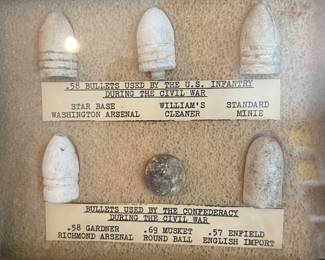 .58 BULLETS USED BY THE U.S. INFANTRY
DURING THE CIVIL WAR
STAR BASE WILLIAM'S STANDARD
WASHINGTON ARSENAL CLEANER MINIE
BULLETS USED BY THE CONFEDERACY
DURING THE CIVIL WAR
.58 GARDNER .69 MUSKET .57 ENFIELD
RICHMOND ARSENAL ROUND BALL ENGLISH IMPORT